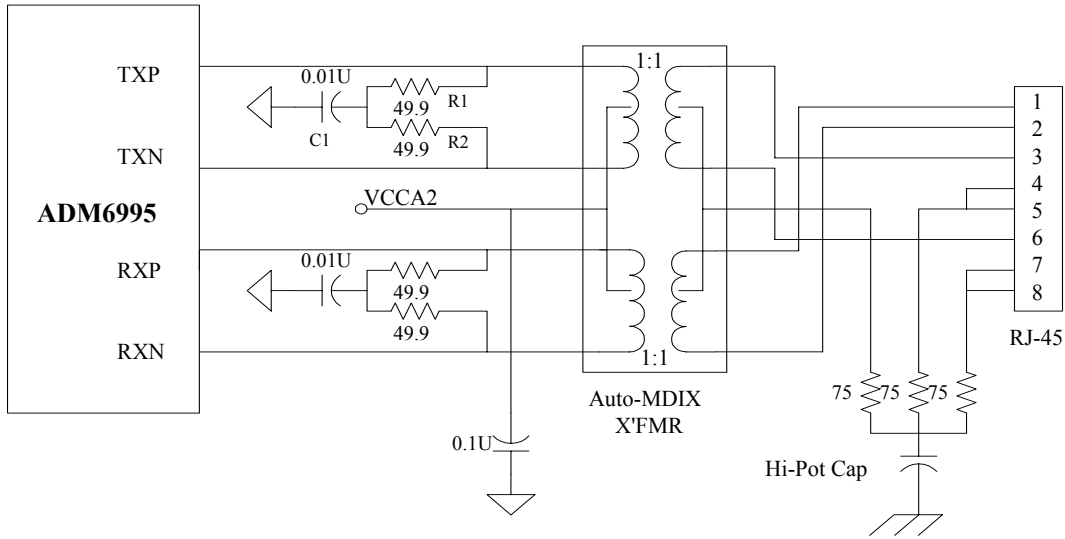 TXP
TXN
ADM6995
RXP
RXN
0.01U
49.9
R1
C1
49.9
R2
VCCA2
0.01U
49.9
49.9
0.1U
1:1
1:1
Auto-MDIX
X'FMR
1
2
3
4
5
6
7
8
RJ-45
75
75
75
Hi-Pot Cap